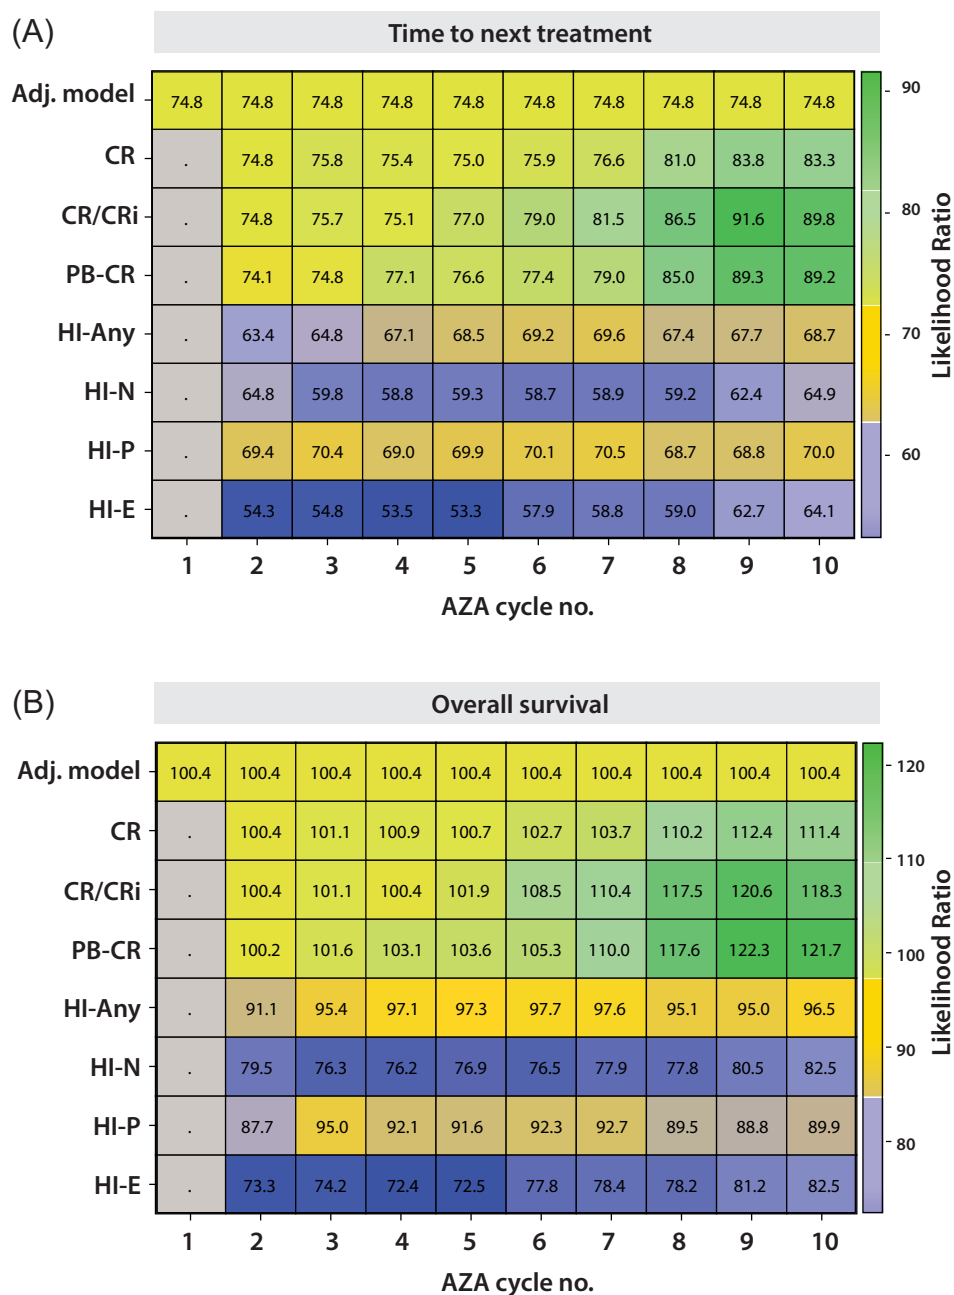 (A)
Time to next treatment
Adj. model 74.8 74.8 74.8 74.8 74.8 74.8 74.8 74.8 74.8 74.8
CR . 74.8 75.8 75.4 75.0 75.9 76.6 81.0 83.8 83.3
CR/CRi . 74.8 75.7 75.1 77.0 79.0 81.5 86.5 91.6 89.8
PB-CR . 74.1 74.8 77.1 76.6 77.4 79.0 85.0 89.3 89.2
HI-Any . 63.4 64.8 67.1 68.5 69.2 69.6 67.4 67.7 68.7
HI-N . 64.8 59.8 58.8 59.3 58.7 58.9 59.2 62.4 64.9
HI-P . 69.4 70.4 69.0 69.9 70.1 70.5 68.7 68.8 70.0
HI-E . 54.3 54.8 53.5 53.3 57.9 58.8 59.0 62.7 64.1
1 2 3 4 5 6 7 8 9 10
AZA cycle no.
90
80
70
60
Likelihood Ratio
(B)
Overall survival
Adj. model 100.4 100.4 100.4 100.4 100.4 100.4 100.4 100.4 100.4 100.4
CR . 100.4 101.1 100.9 100.7 102.7 103.7 110.2 112.4 111.4
CR/CRi . 100.4 101.1 100.4 101.9 108.5 110.4 117.5 120.6 118.3
PB-CR . 100.2 101.6 103.1 103.6 105.3 110.0 117.6 122.3 121.7
HI-Any . 91.1 95.4 97.1 97.3 97.7 97.6 95.1 95.0 96.5
HI-N . 79.5 76.3 76.2 76.9 76.5 77.9 77.8 80.5 82.5
HI-P . 87.7 95.0 92.1 91.6 92.3 92.7 89.5 88.8 89.9
HI-E . 73.3 74.2 72.4 72.5 77.8 78.4 78.2 81.2 82.5
1 2 3 4 5 6 7 8 9 10
AZA cycle no.
120
110
100
90
80
Likelihood Ratio